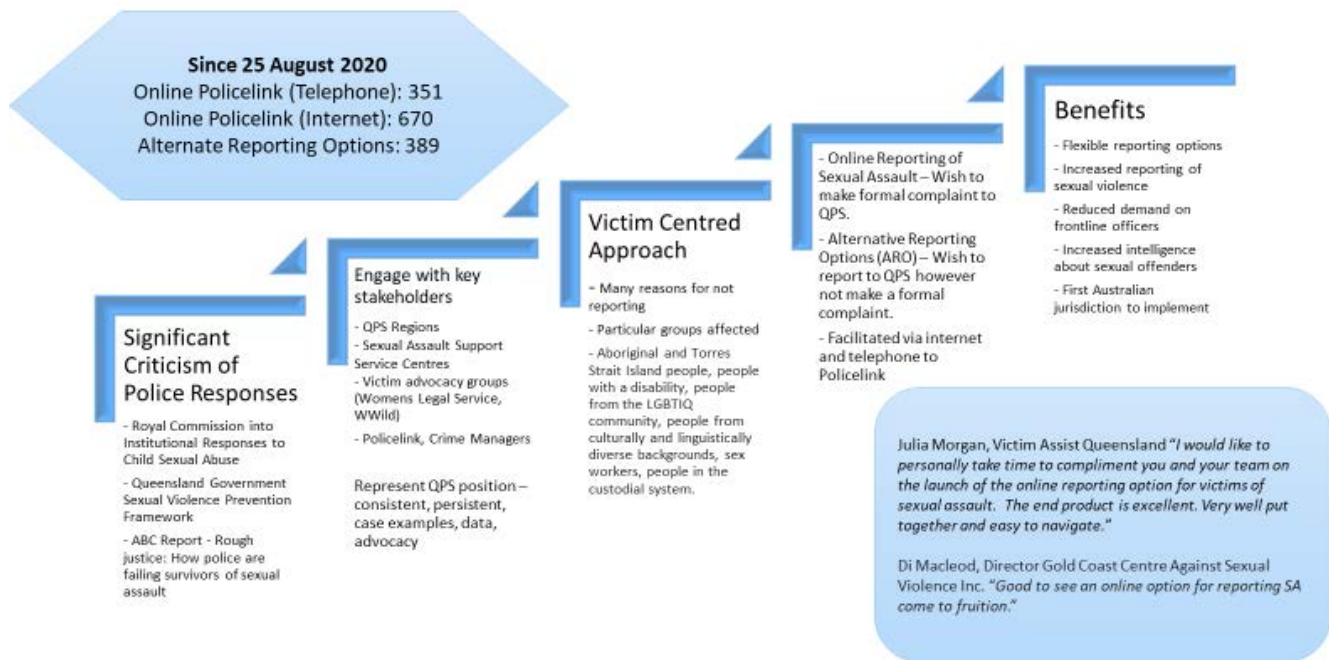 Since 25 August 2020
Online Policelink (Telephone): 351
Online Policelink (Internet): 670
Alternate Reporting Options: 389
Significant
Criticism of
Police Responses
- Royal Commission into
Institutional Responses to
Child Sexual Abuse
- Queensland Government
Sexual Violence Prevention
Framework
- ABC Report - Rough
justice: How police are
failing survivors of sexual
assault
Engage with key
stakeholders
- QPS Regions
- Sexual Assault Support
Service Centres
- Victim advocacy groups
(Womens Legal Service,
WWild)
- Policelink, Crime Managers
Represent QPS position –
consistent, persistent,
case examples, data,
advocacy
Victim Centred
Approach
- Many reasons for not
reporting
- Particular groups affected
- Aboriginal and Torres
Strait Island people, people
with a disability, people
from the LGBTIQ
community, people from
culturally and linguistically
diverse backgrounds, sex
workers, people in the
custodial system.
- Online Reporting of
Sexual Assault – Wish to
make formal complaint to
QPS.
- Alternative Reporting
Options (ARO) – Wish to
report to QPS however
not make a formal
complaint.
- Facilitated via internet
and telephone to
Policelink
Benefits
- Flexible reporting options
- Increased reporting of
sexual violence
- Reduced demand on
frontline officers
- Increased intelligence
about sexual offenders
- First Australian
jurisdiction to implement
Julia Morgan, Victim Assist Queensland "I would like to
personally take time to compliment you and your team on
the launch of the online reporting option for victims of
sexual assault. The end product is excellent. Very well put
together and easy to navigate."
Di Macleod, Director Gold Coast Centre Against Sexual
Violence Inc. "Good to see an online option for reporting SA
come to fruition."